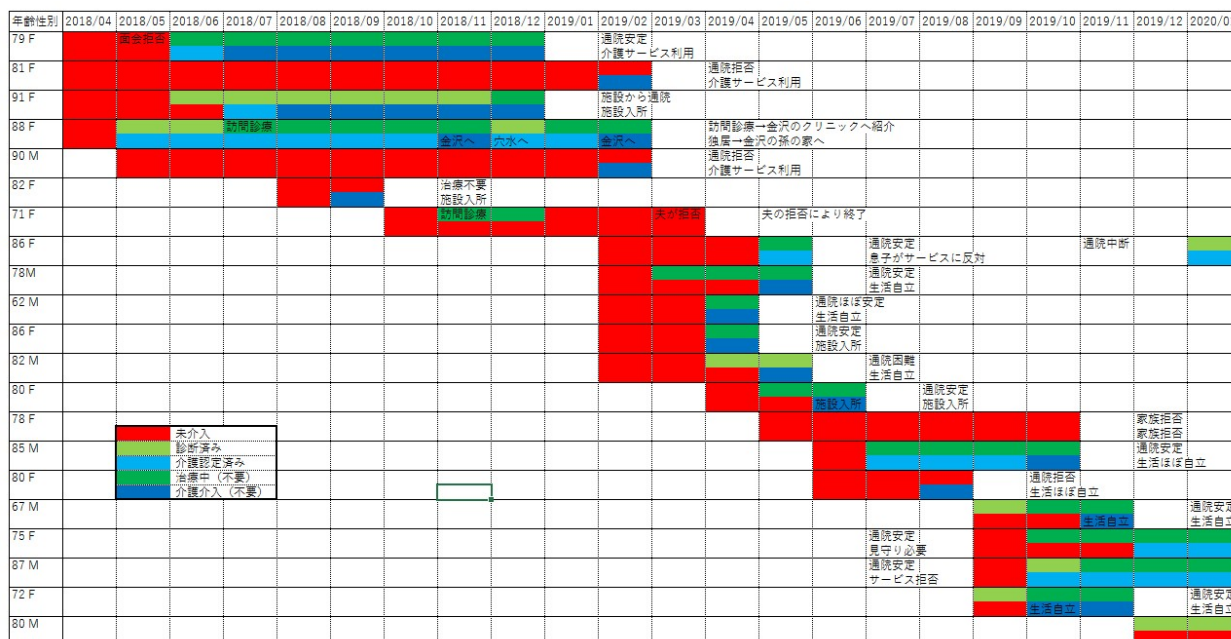 年齢性別 2018/04 2018/05 2018/06 2018/07 2018/08 2018/09 2018/10 2018/11 2018/12 2019/01 2019/02 2019/03 2019/04 2019/05 2019/06 2019/07 2019/08 2019/09 2019/10 2019/11 2019/12 2020/0
79 F 面会拒否 通院安定
介護サービス利用
81 F 通院拒否
介護サービス利用
91 F 施設から通院
施設入所
88 F 訪問診療 訪問診療→金沢のクリニックへ紹介
金沢へ 穴水へ 金沢へ 独居→金沢の孫の家へ
90 M 通院拒否
介護サービス利用
82 F 治療不要
施設入所
71 F 訪問診療 夫が拒否 夫の拒否により終了
86 F 通院安定 通院中断
息子がサービスに反対
78M 通院安定
生活自立
62 M 通院ほぼ安定
生活自立
86 F 通院安定
施設入所
82 M 通院困難
生活自立
80 F 通院安定
施設入所 施設入所
78 F 家族拒否
未介入 家族拒否
85 M 診断済み 通院安定
介護認定済み 生活ほぼ自立
80 F 治療中（不要） 通院拒否
介護介入（不要） 生活ほぼ自立
67 M 通院安定
生活自立 生活自立
75 F 通院安定
見守り必要
87 M 通院安定
サービス拒否
72 F 通院安定
生活自立 生活自立
80 M